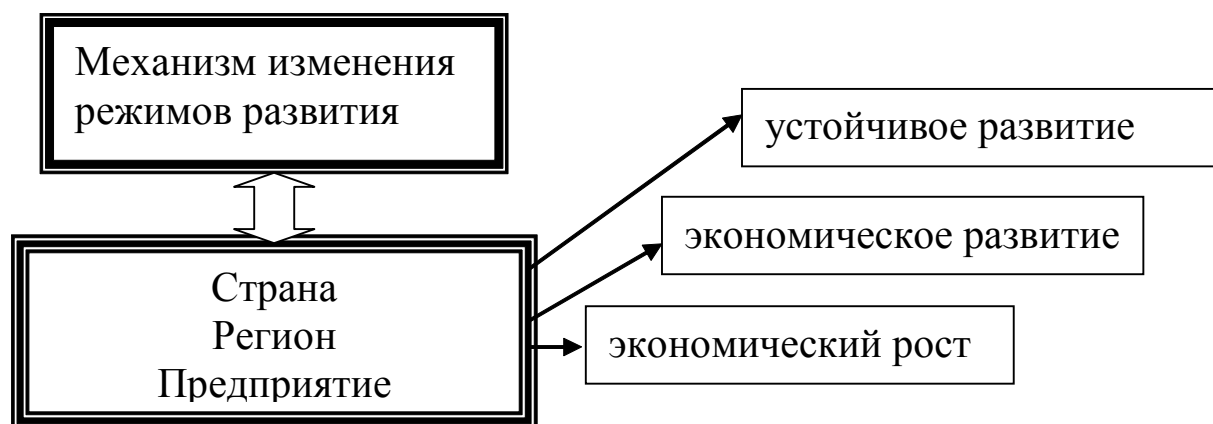 Механизм изменения
режимов развития
устойчивое развитие
экономическое развитие
Страна
Регион
Предприятие
экономический рост